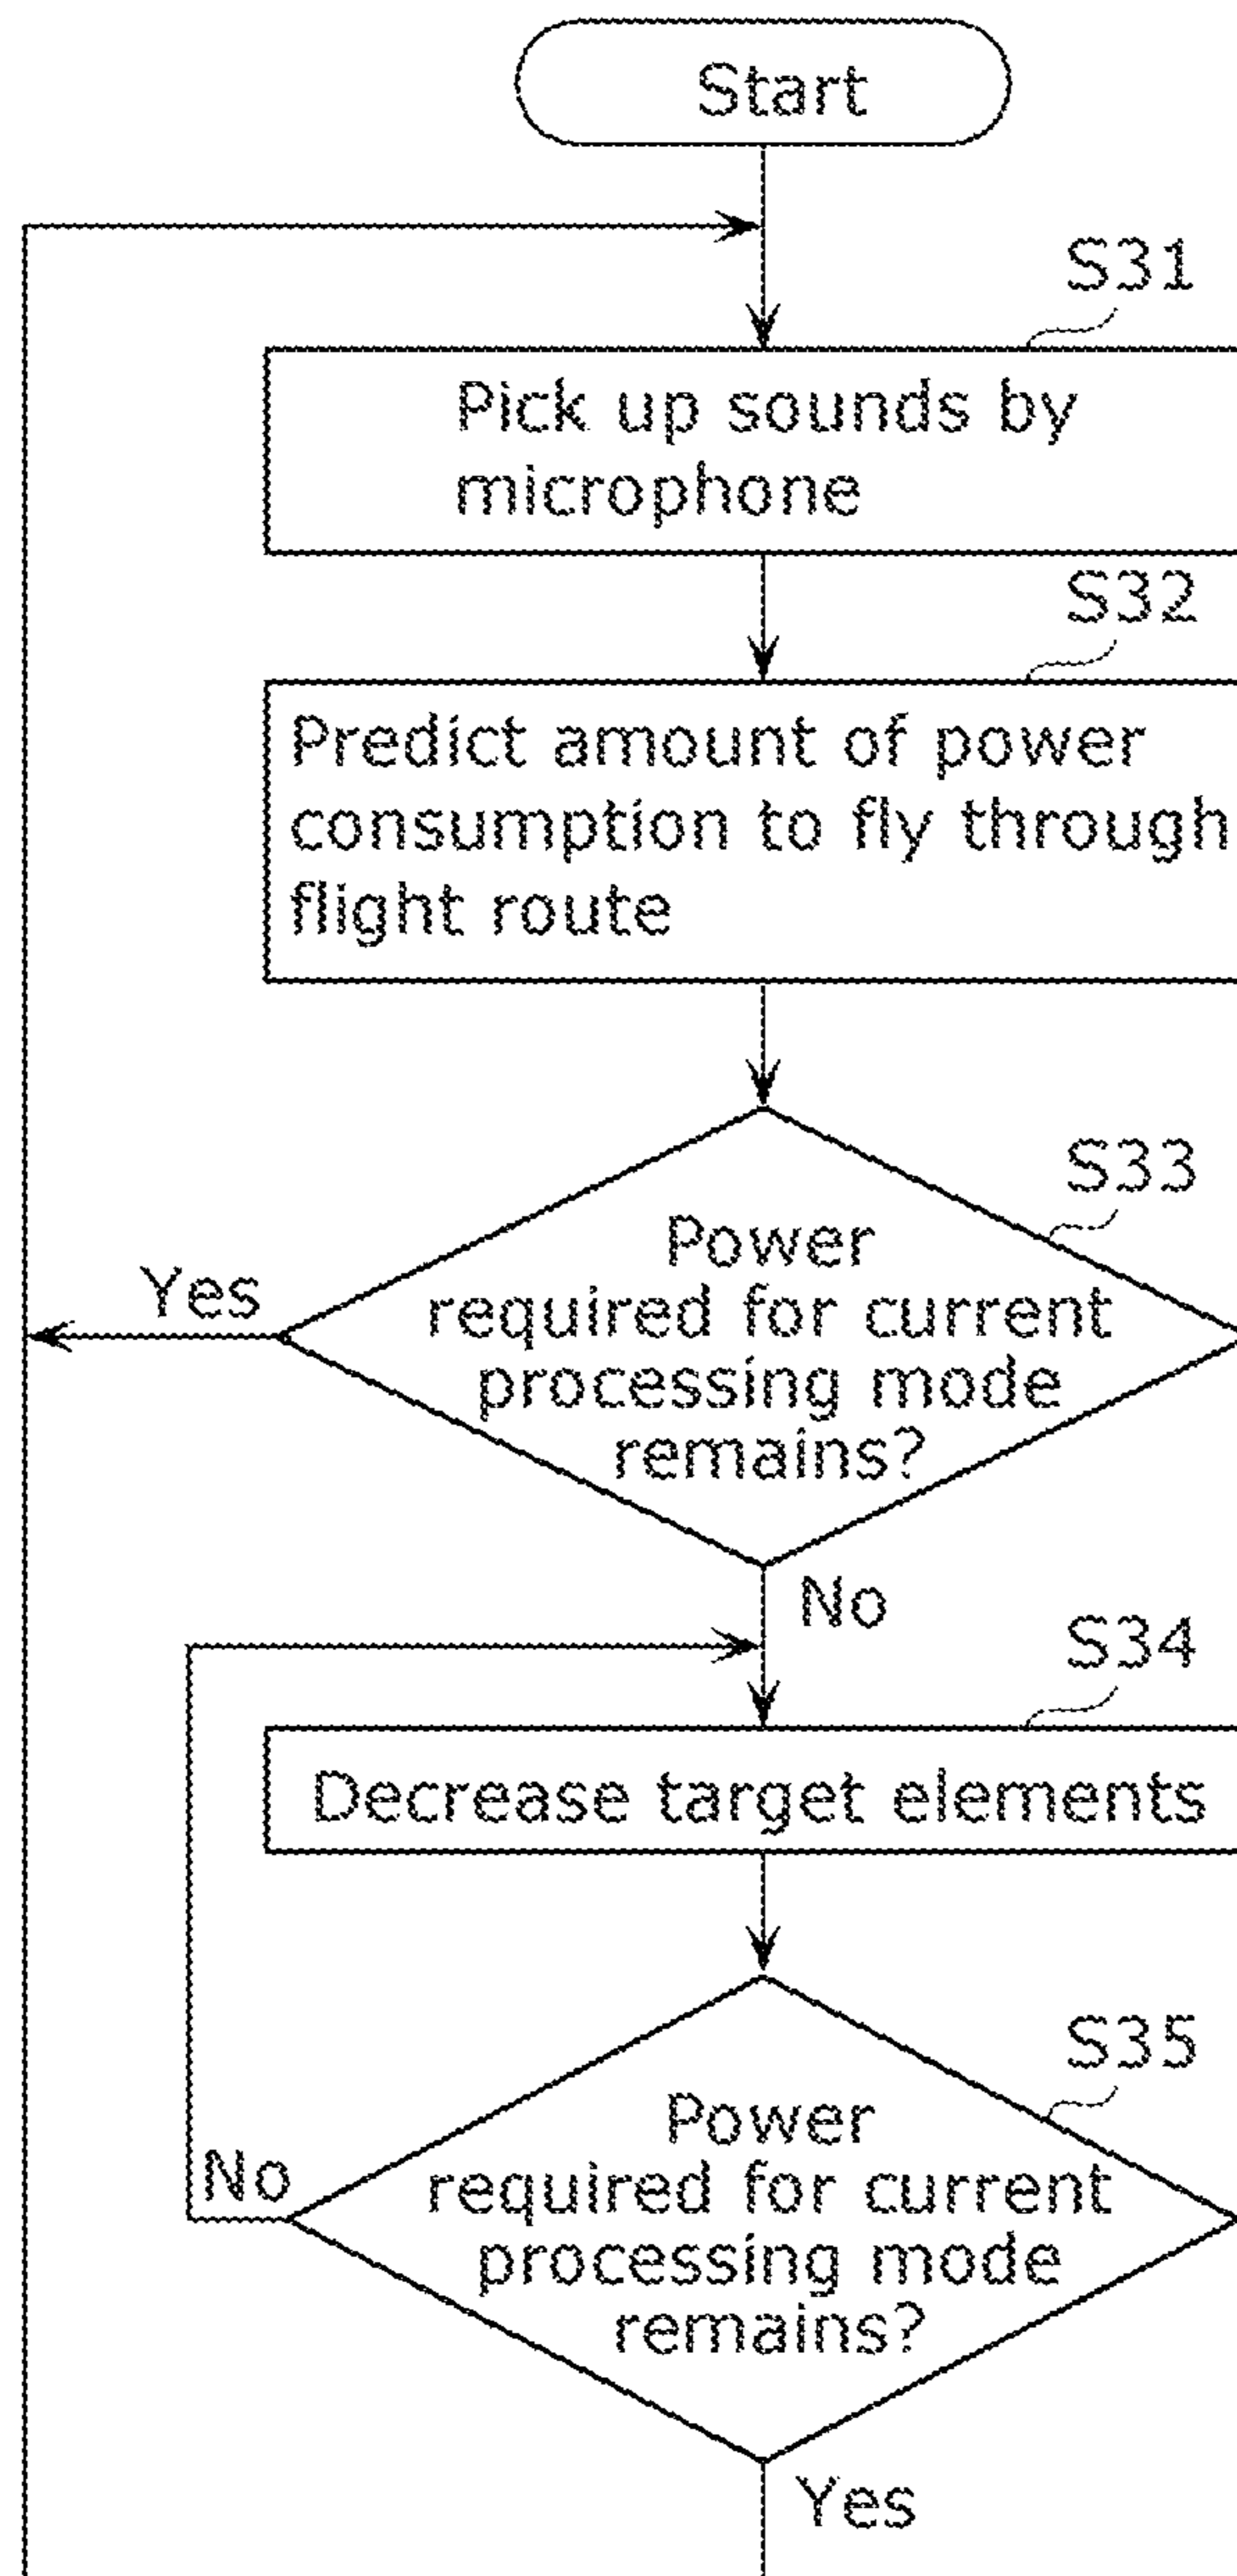 Start
S31
Pick up sounds by
microphone
S32
Predict amount of power
consumption to fly through
flight route
S33
Power
required for current
processing mode
remains?
Yes
No
S34
Decrease target elements
S35
Power
required for current
processing mode
remains?
No
Yes